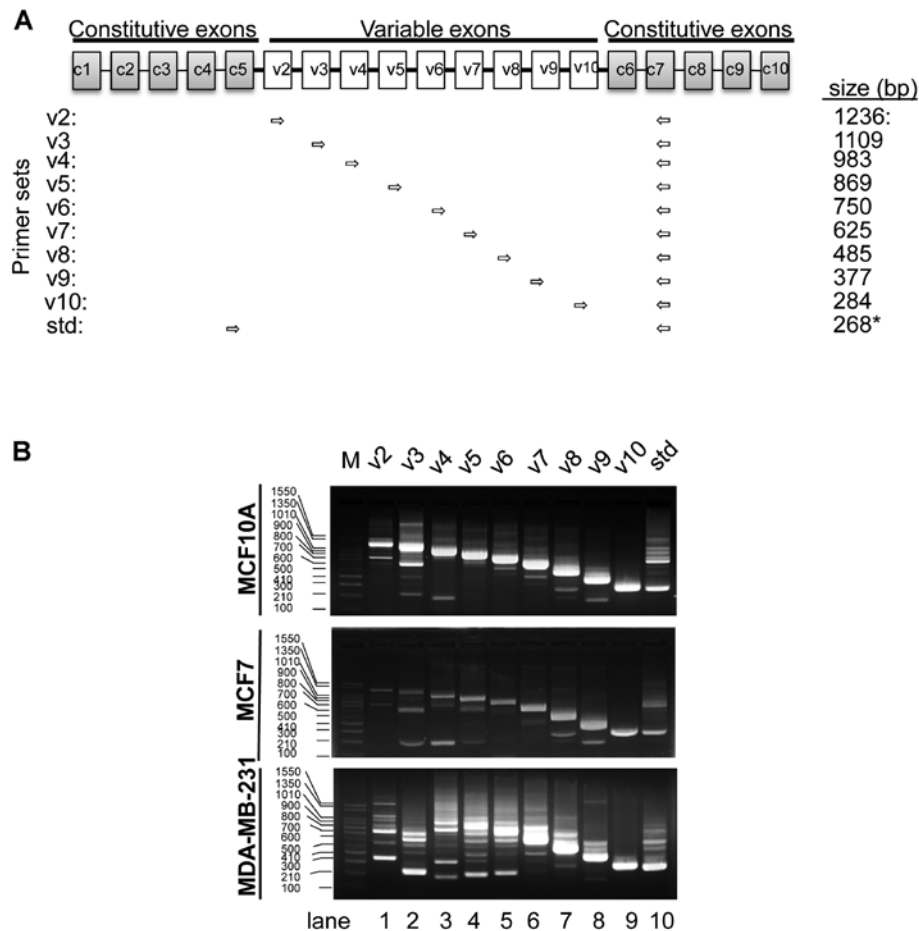 A
Constitutive exons Variable exons Constitutive exons
c1 c2 c3 c4 c5 v2 v3 v4 v5 v6 v7 v8 v9 v10 c6 c7 c8 c9 c10
size (bp)
Primer sets
v2: 1236:
v3 1109
v4: 983
v5: 869
v6: 750
v7: 625
v8: 485
v9: 377
v10: 284
std: 268*
B
M v2 v3 v4 v5 v6 v7 v8 v9 v10 std
MCF10A
1550
1350
1010
900
800
700
600
500
410
300
210
100
MCF7
1550
1350
1010
900
800
700
600
500
410
300
210
100
MDA-MB-231
1550
1350
1010
900
800
700
600
500
410
300
210
100
lane 1 2 3 4 5 6 7 8 9 10